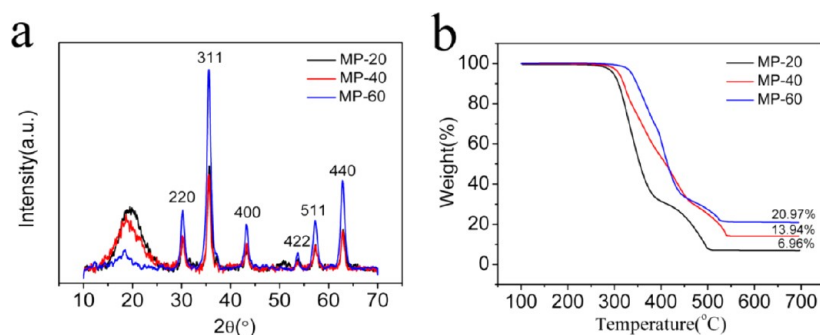 a
311
MP-20
MP-40
MP-60
440
220
400
511
422
Intensity(a.u.)
10 20 30 40 50 60 70
2θ(°)
b
100
80
60
40
20
0
MP-20
MP-40
MP-60
20.97%
13.94%
6.96%
Weight(%)
100 200 300 400 500 600 700
Temperature(°C)